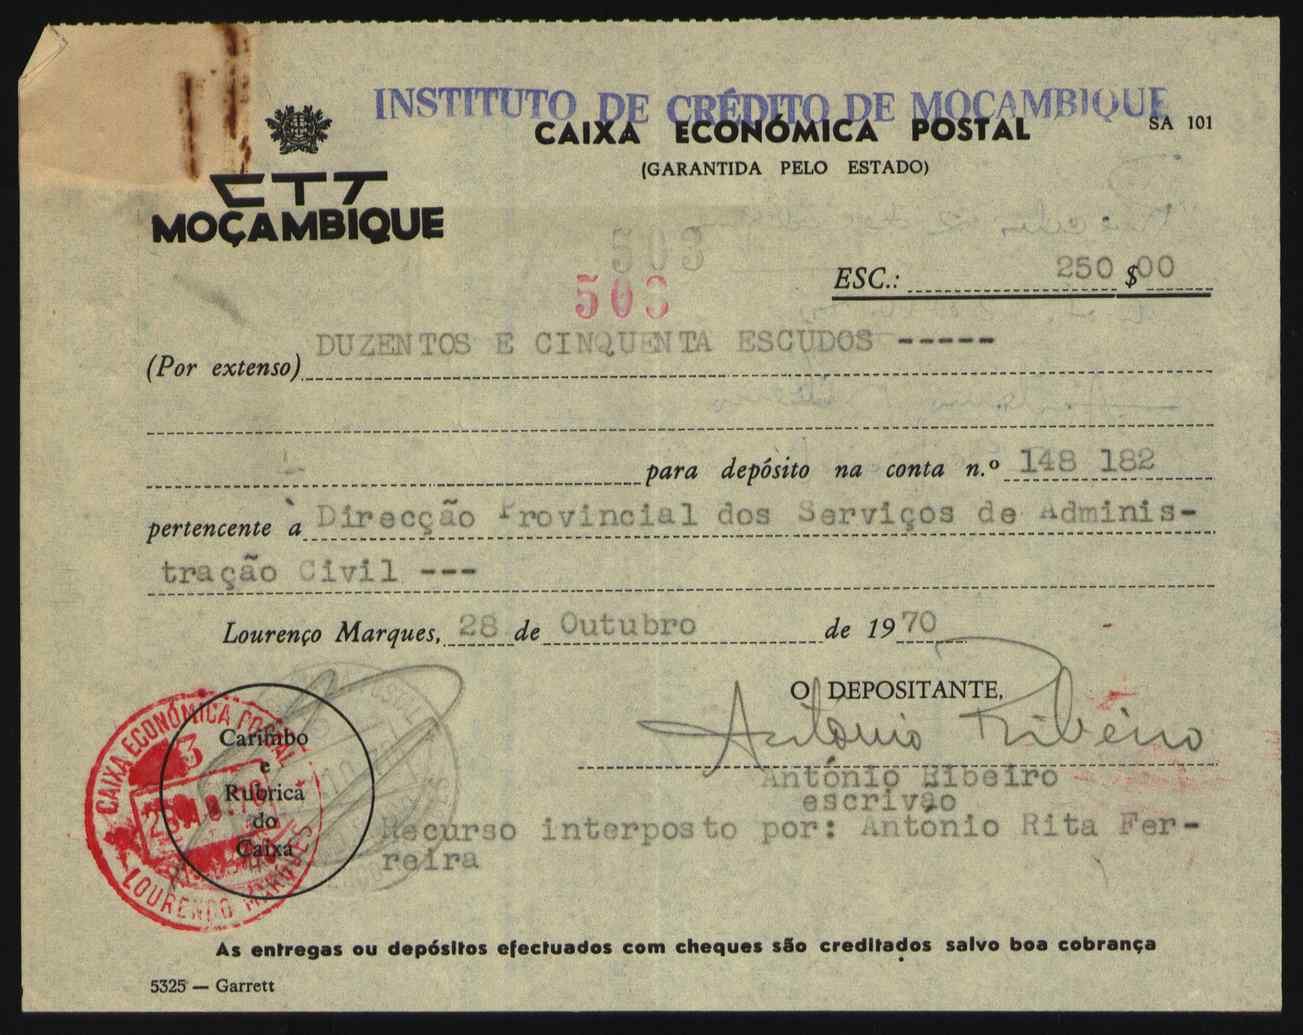 INSTITUTO DE CRÉDITO DE MOÇAMBIQUE
CAIXA ECONÓMICA POSTAL
SA 101
(GARANTIDA PELO ESTADO)
CTT
MOÇAMBIQUE
503
503
ESC.: 250 $00
(Por extenso) DUZENTOS E CINQUENTA ESCUDOS -----
para depósito na conta n.º 148 182
pertencente à Direcção Provincial dos Serviços de Adminis-
tração Civil ---
Lourenço Marques, 28 de Outubro de 1970
O DEPOSITANTE,
António Ribeiro
António Ribeiro
escrivão
Recurso interposto por: António Rita Fer-
reira
CAIXA ECONÓMICA POSTAL
LOURENÇO MARQUES
Carimbo
e
Rubrica
do
Caixa
As entregas ou depósitos efectuados com cheques são creditados salvo boa cobrança
5325 — Garrett